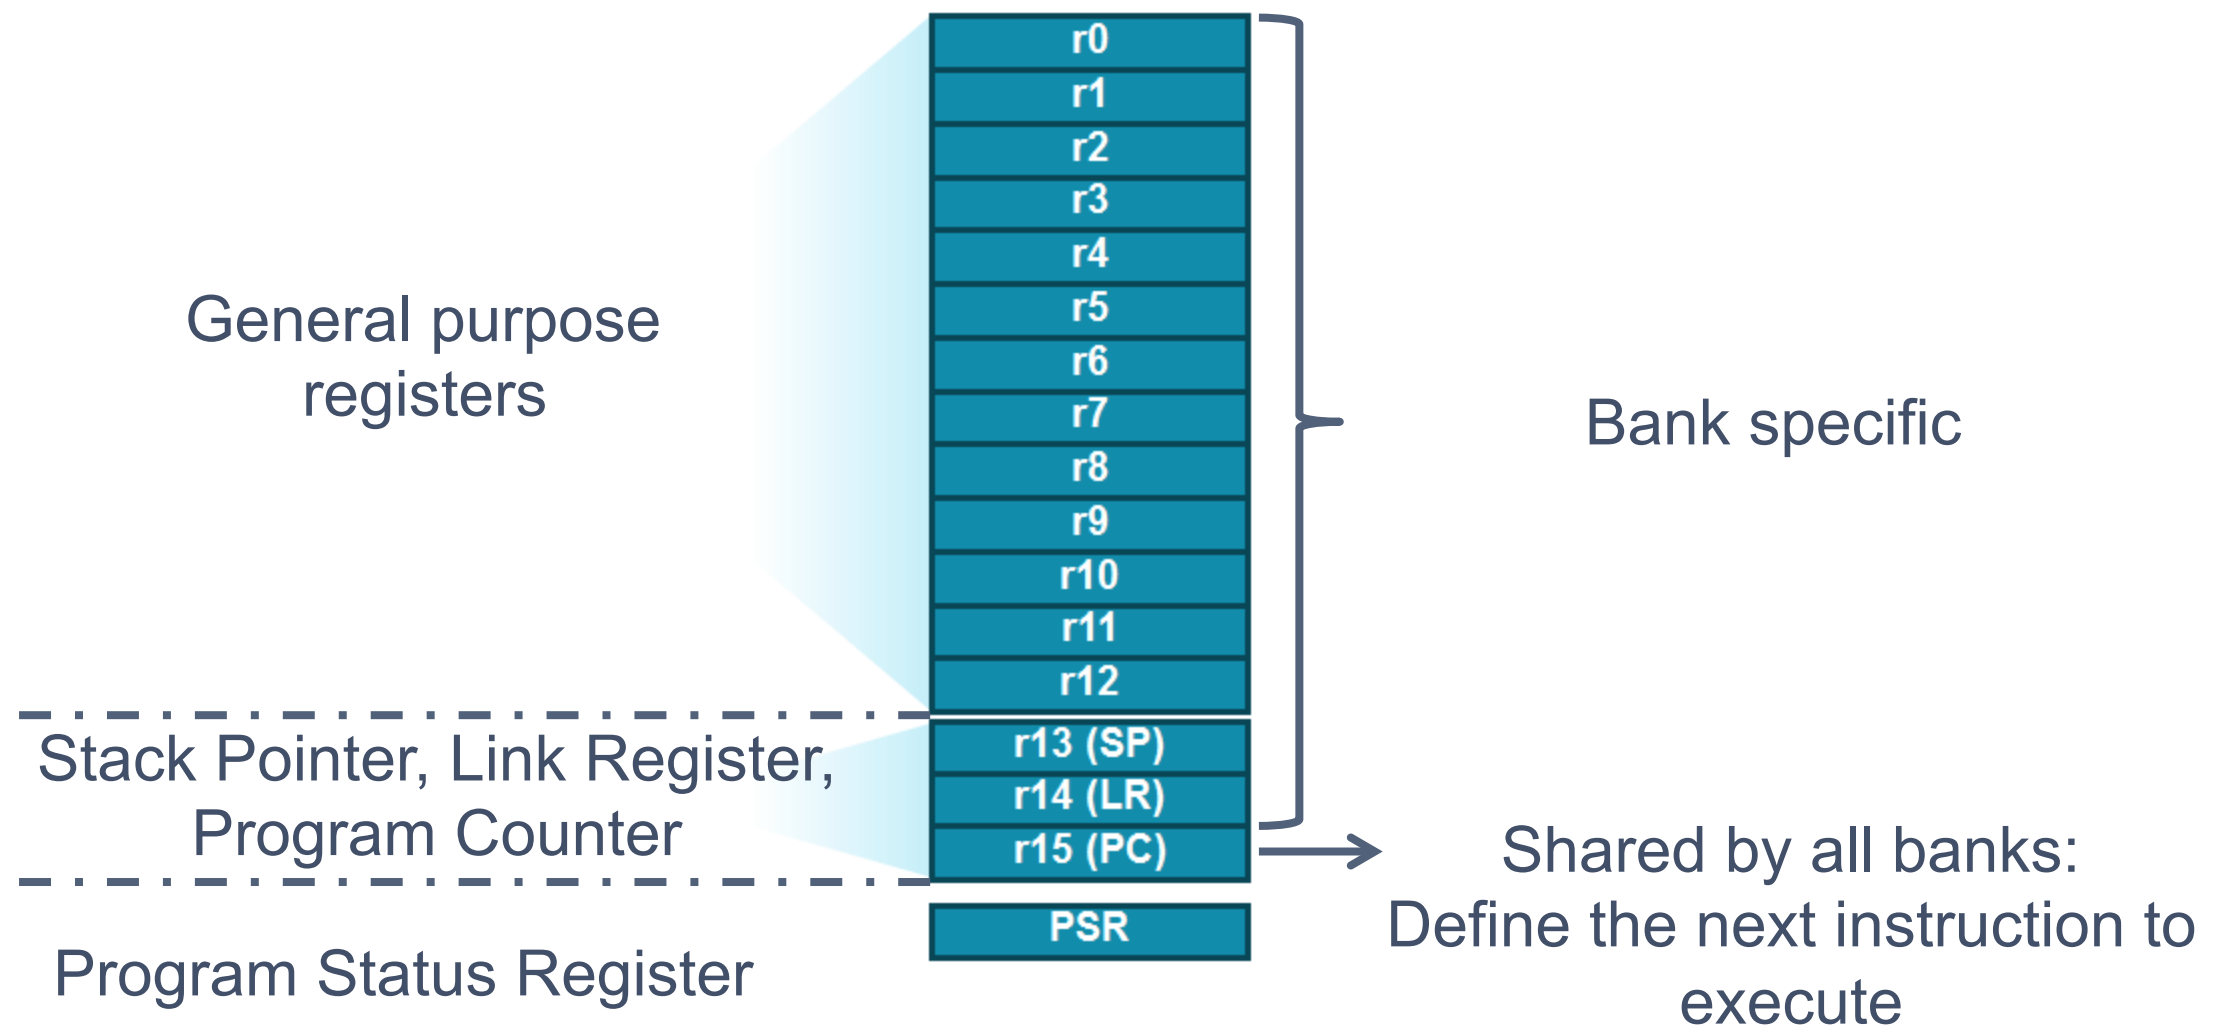 r0
r1
r2
r3
r4
r5
r6
r7
r8
r9
r10
r11
r12
r13 (SP)
r14 (LR)
r15 (PC)
PSR
General purpose
registers
Stack Pointer, Link Register,
Program Counter
Program Status Register
Bank specific
Shared by all banks:
Define the next instruction to
execute